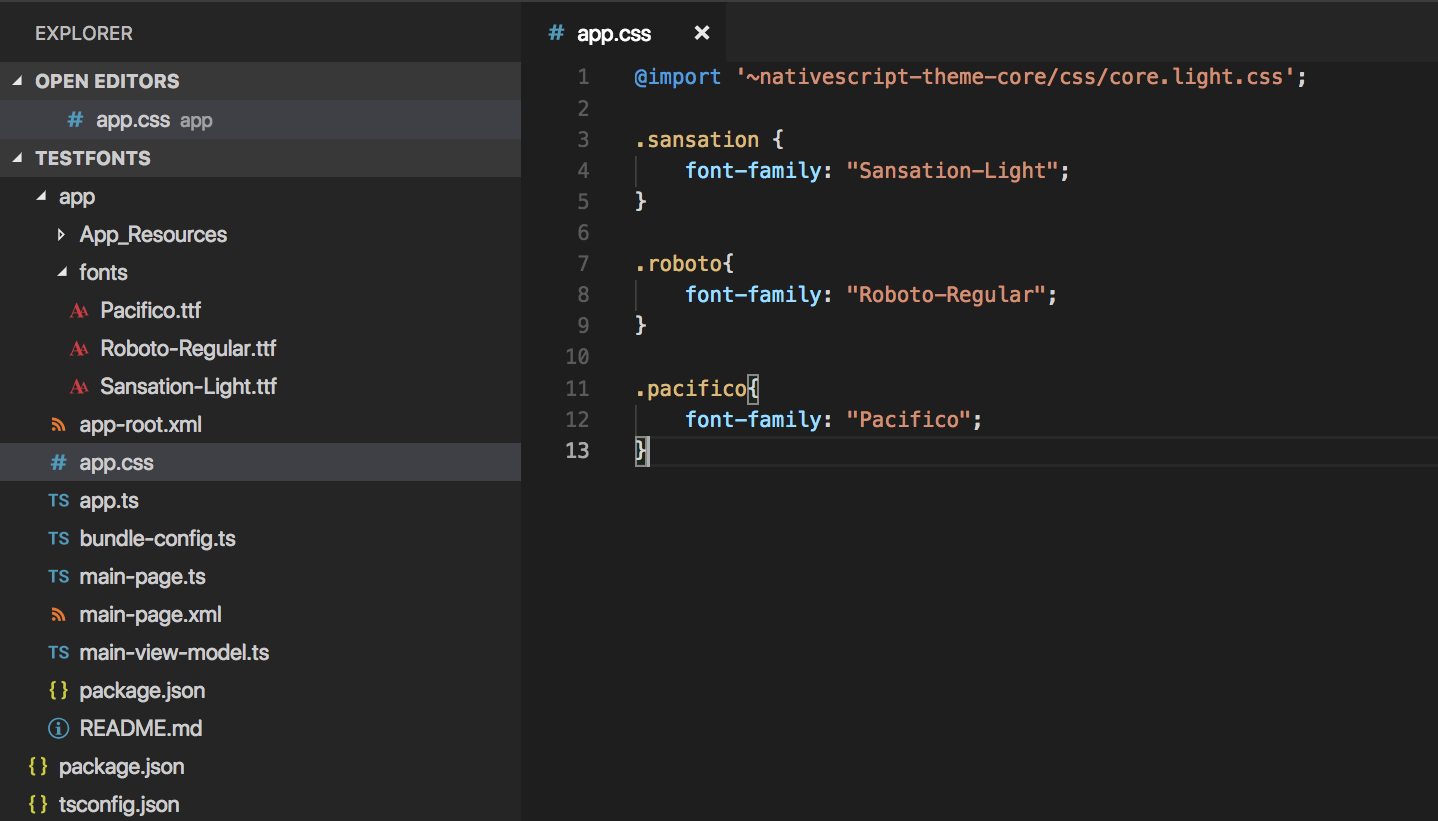 EXPLORER
OPEN EDITORS
# app.css app
TESTFONTS
app
App_Resources
fonts
Pacifico.ttf
Roboto-Regular.ttf
Sansation-Light.ttf
app-root.xml
# app.css
TS app.ts
TS bundle-config.ts
TS main-page.ts
main-page.xml
TS main-view-model.ts
{} package.json
README.md
{} package.json
{} tsconfig.json
# app.css ×
1 @import '~nativescript-theme-core/css/core.light.css';
2
3 .sansation {
4 font-family: "Sansation-Light";
5 }
6
7 .roboto{
8 font-family: "Roboto-Regular";
9 }
10
11 .pacifico{
12 font-family: "Pacifico";
13 }